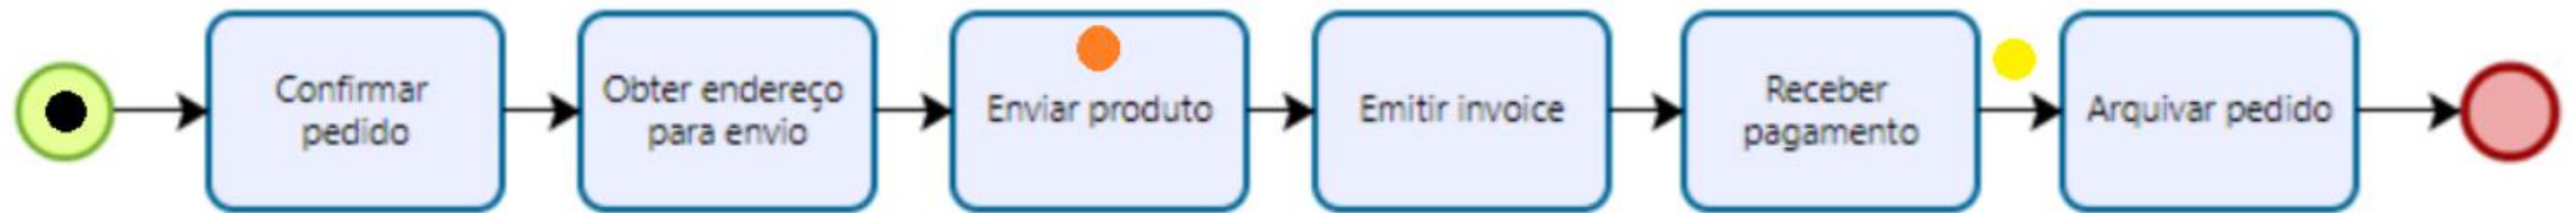 Confirmar
pedido
Obter endereço
para envio
Enviar produto
Emitir invoice
Receber
pagamento
Arquivar pedido